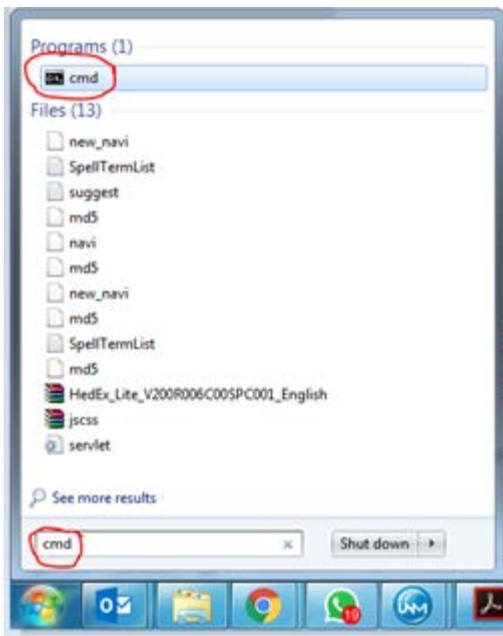 Programs (1)
cmd
Files (13)
new_navi
SpellTermList
suggest
md5
navi
md5
new_navi
md5
SpellTermList
md5
HedEx_Lite_V200R006C00SPC001_English
jscss
servlet
See more results
cmd
Shut down
19